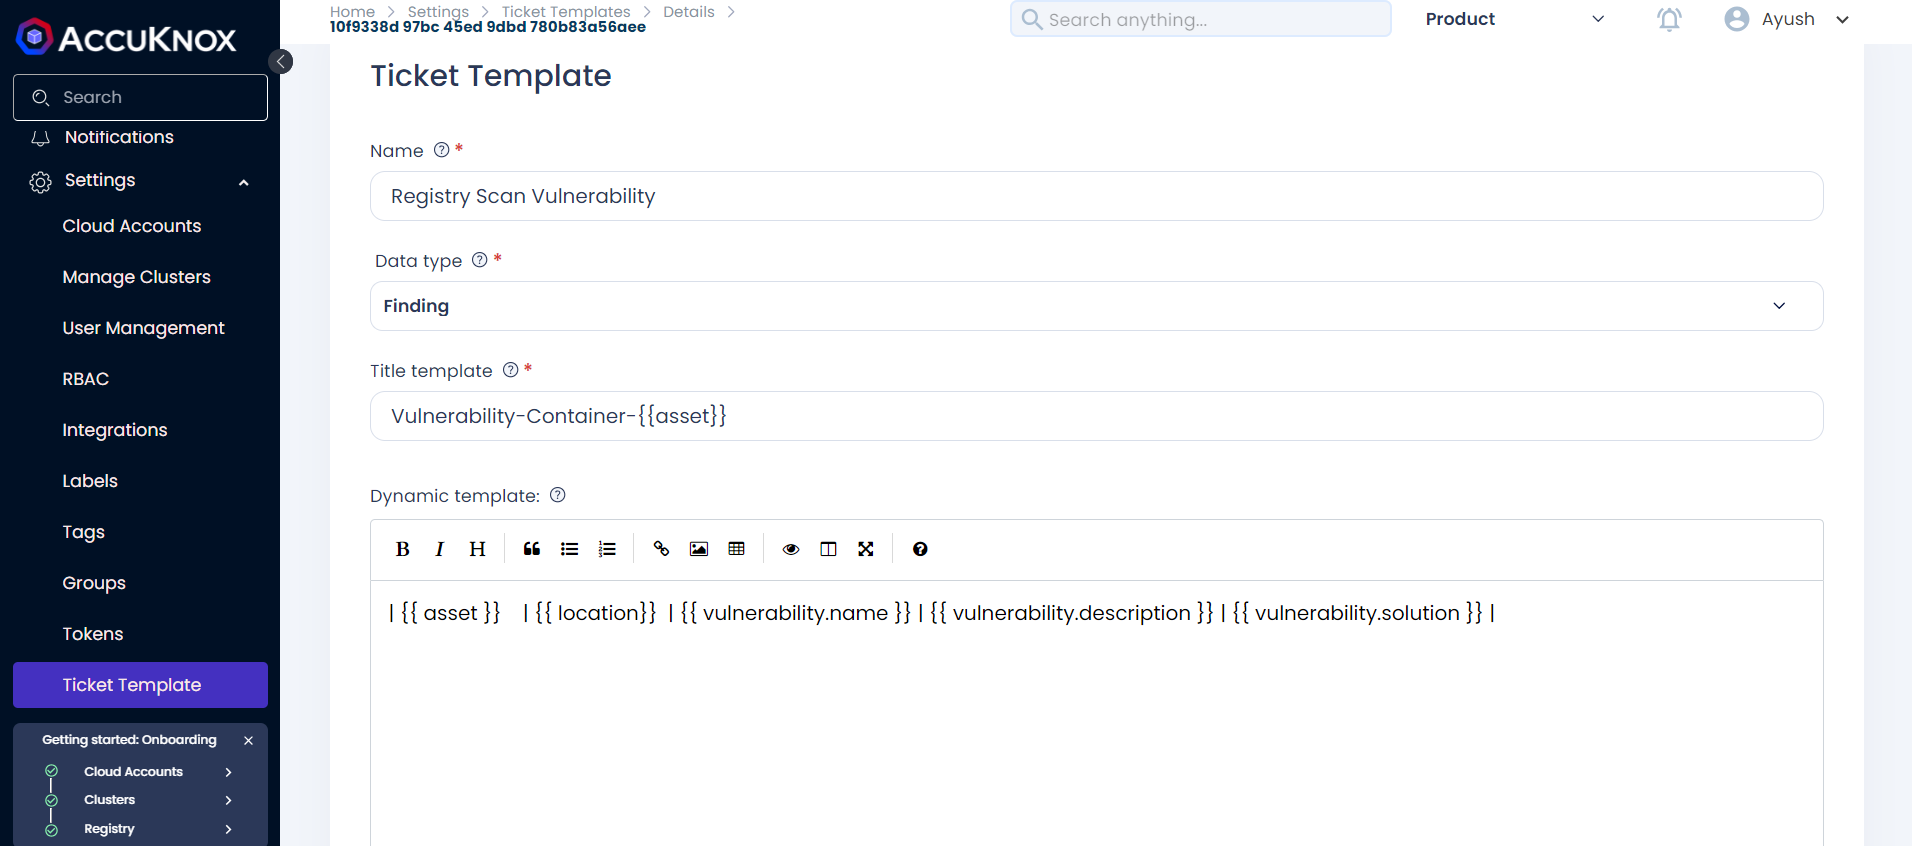 ACCUKNOX
Search
Notifications
Settings
Cloud Accounts
Manage Clusters
User Management
RBAC
Integrations
Labels
Tags
Groups
Tokens
Ticket Template
Getting started: Onboarding
Cloud Accounts
Clusters
Registry
Home > Settings > Ticket Templates > Details >
10f9338d 97bc 45ed 9dbd 780b83a56aee
Search anything...
Product
Ayush
Ticket Template
Name ? *
Registry Scan Vulnerability
Data type ? *
Finding
Title template ? *
Vulnerability-Container-{{asset}}
Dynamic template: ?
B I H
| {{ asset }} | {{ location}} | {{ vulnerability.name }} | {{ vulnerability.description }} | {{ vulnerability.solution }} |